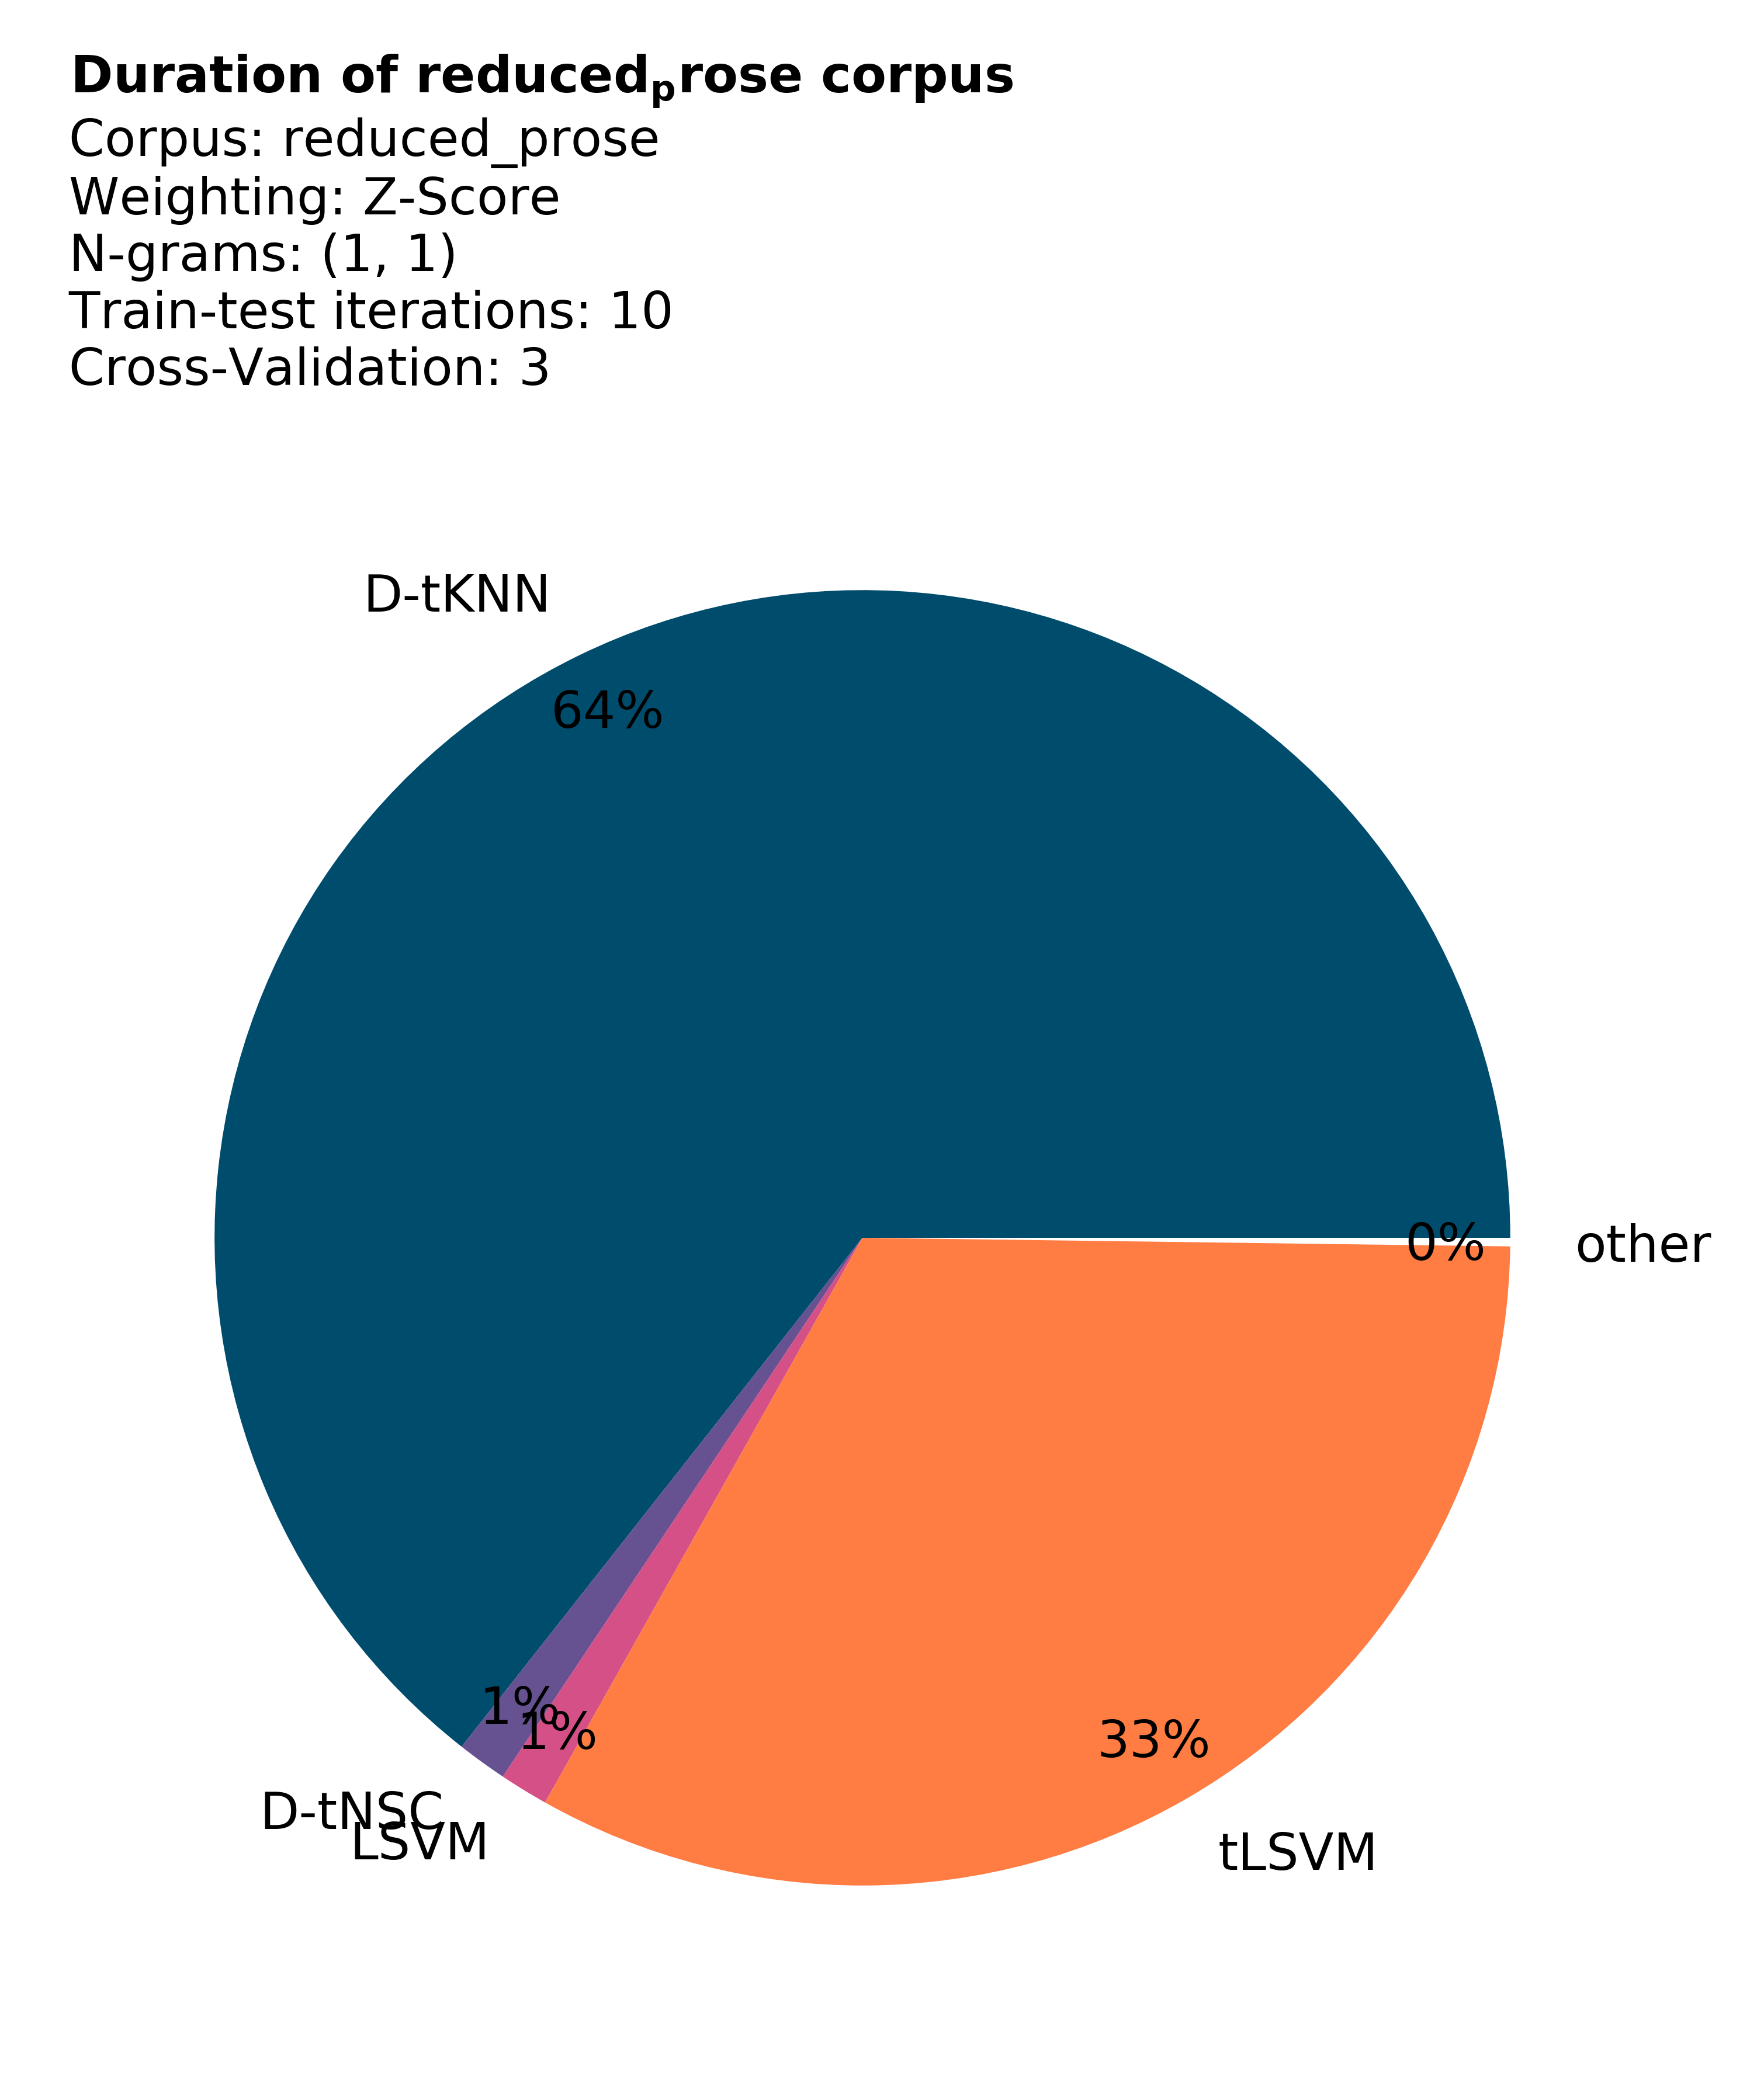 Duration of reducedₚrose corpus
Corpus: reduced_prose
Weighting: Z-Score
N-grams: (1, 1)
Train-test iterations: 10
Cross-Validation: 3
D-tKNN
64%
0%
other
1%
1%
33%
D-tNSC
LSVM
tLSVM